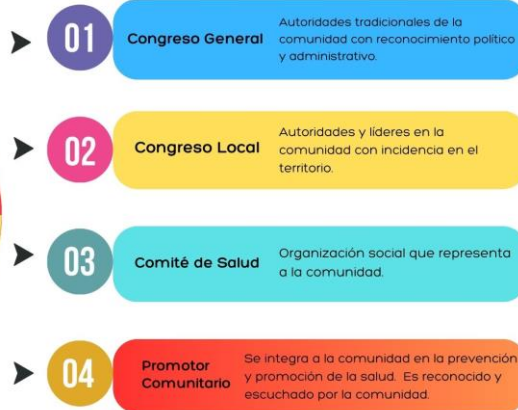 01
Congreso General
Autoridades tradicionales de la
comunidad con reconocimiento político
y administrativo.
02
Congreso Local
Autoridades y líderes en la
comunidad con incidencia en el
territorio.
03
Comité de Salud
Organización social que representa
a la comunidad.
04
Promotor
Comunitario
Se integra a la comunidad en la prevención
y promoción de la salud. Es reconocido y
escuchado por la comunidad.